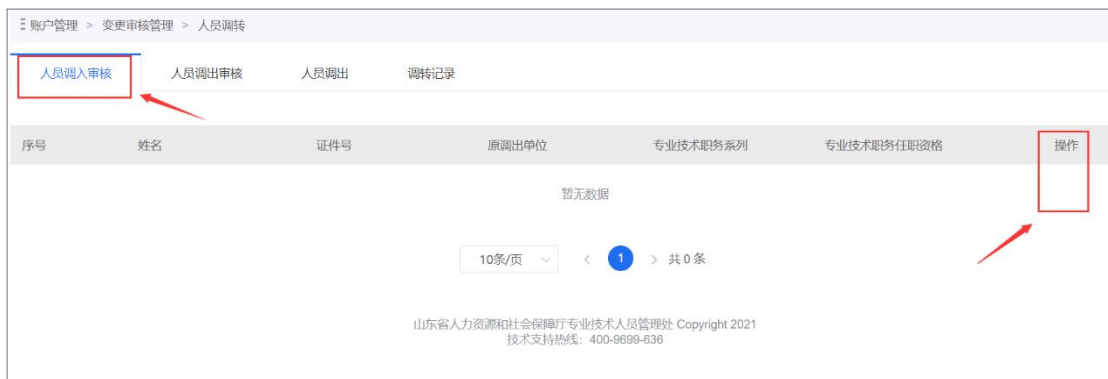 账户管理 > 变更审核管理 > 人员调转
人员调入审核 人员调出审核 人员调出 调转记录
序号 姓名 证件号 原调出单位 专业技术职务系列 专业技术职务任职资格 操作
暂无数据
10条/页 < 1 > 共 0 条
山东省人力资源和社会保障厅专业技术人员管理处 Copyright 2021
技术支持热线：400-9699-636